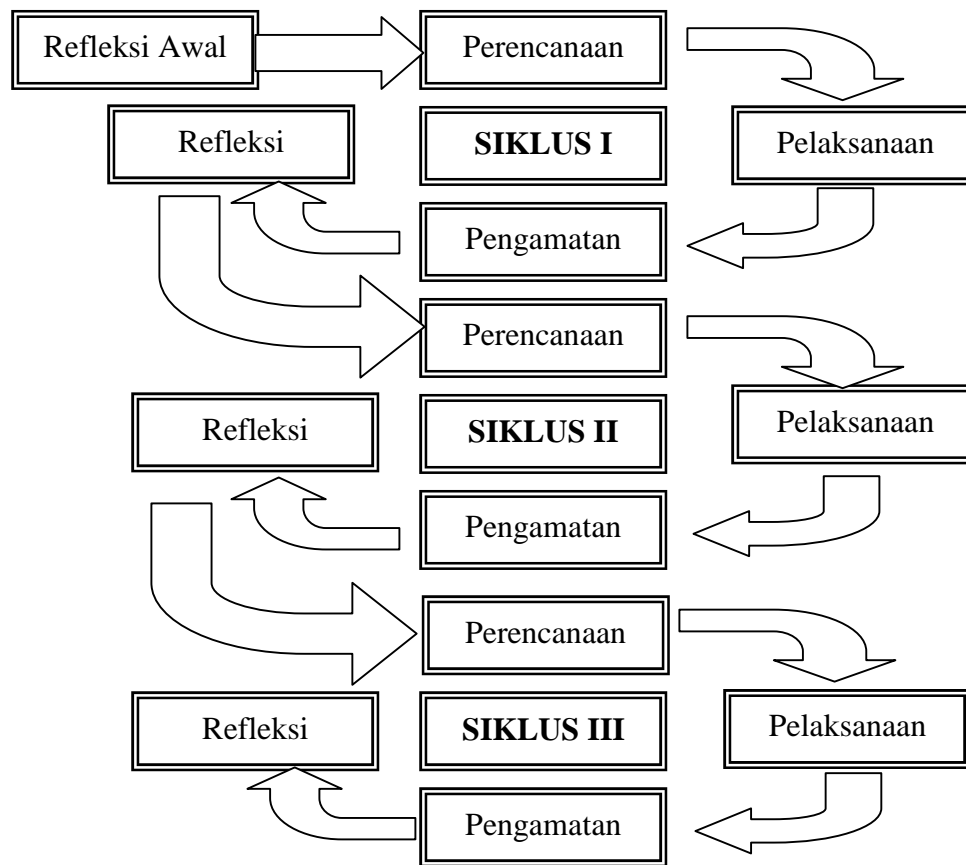 Refleksi Awal
Perencanaan
Refleksi
SIKLUS I
Pelaksanaan
Pengamatan
Perencanaan
Refleksi
SIKLUS II
Pelaksanaan
Pengamatan
Perencanaan
Refleksi
SIKLUS III
Pelaksanaan
Pengamatan